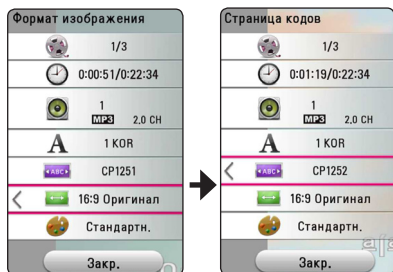 Формат изображения
1/3
0:00:51/0:22:34
1
MP3 2,0 CH
A 1 KOR
ABC CP1251
16:9 Оригинал
Стандартн.
Закр.
Страница кодов
1/3
0:01:19/0:22:34
1
MP3 2,0 CH
A 1 KOR
ABC CP1252
16:9 Оригинал
Стандартн.
Закр.